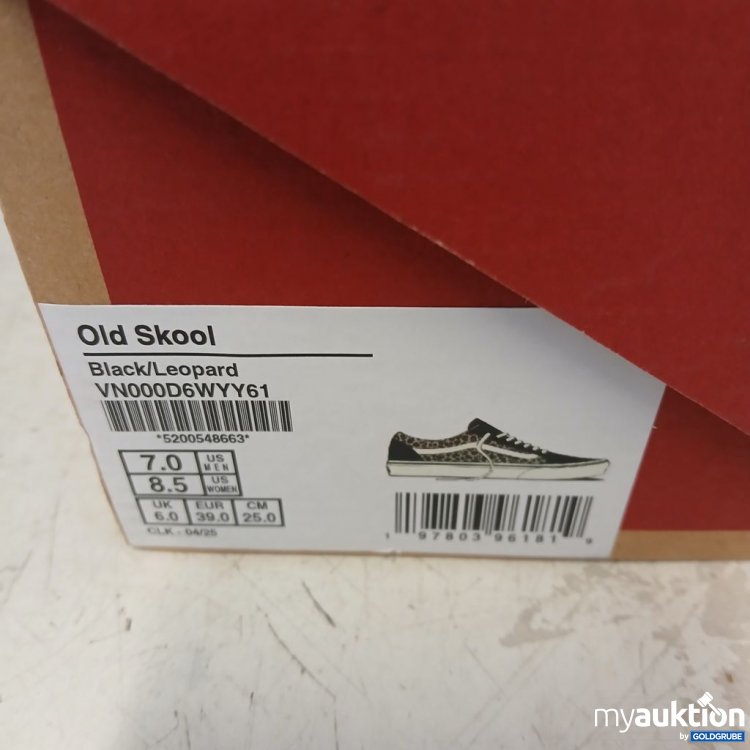 Old Skool
Black/Leopard
VN000D6WYY61
*5200548663*
7.0 US MEN
8.5 US WOMEN
UK EUR CM
6.0 39.0 25.0
CLK - 04/25
1 97803 96181 9
myauktion
by GOLDGRUBE